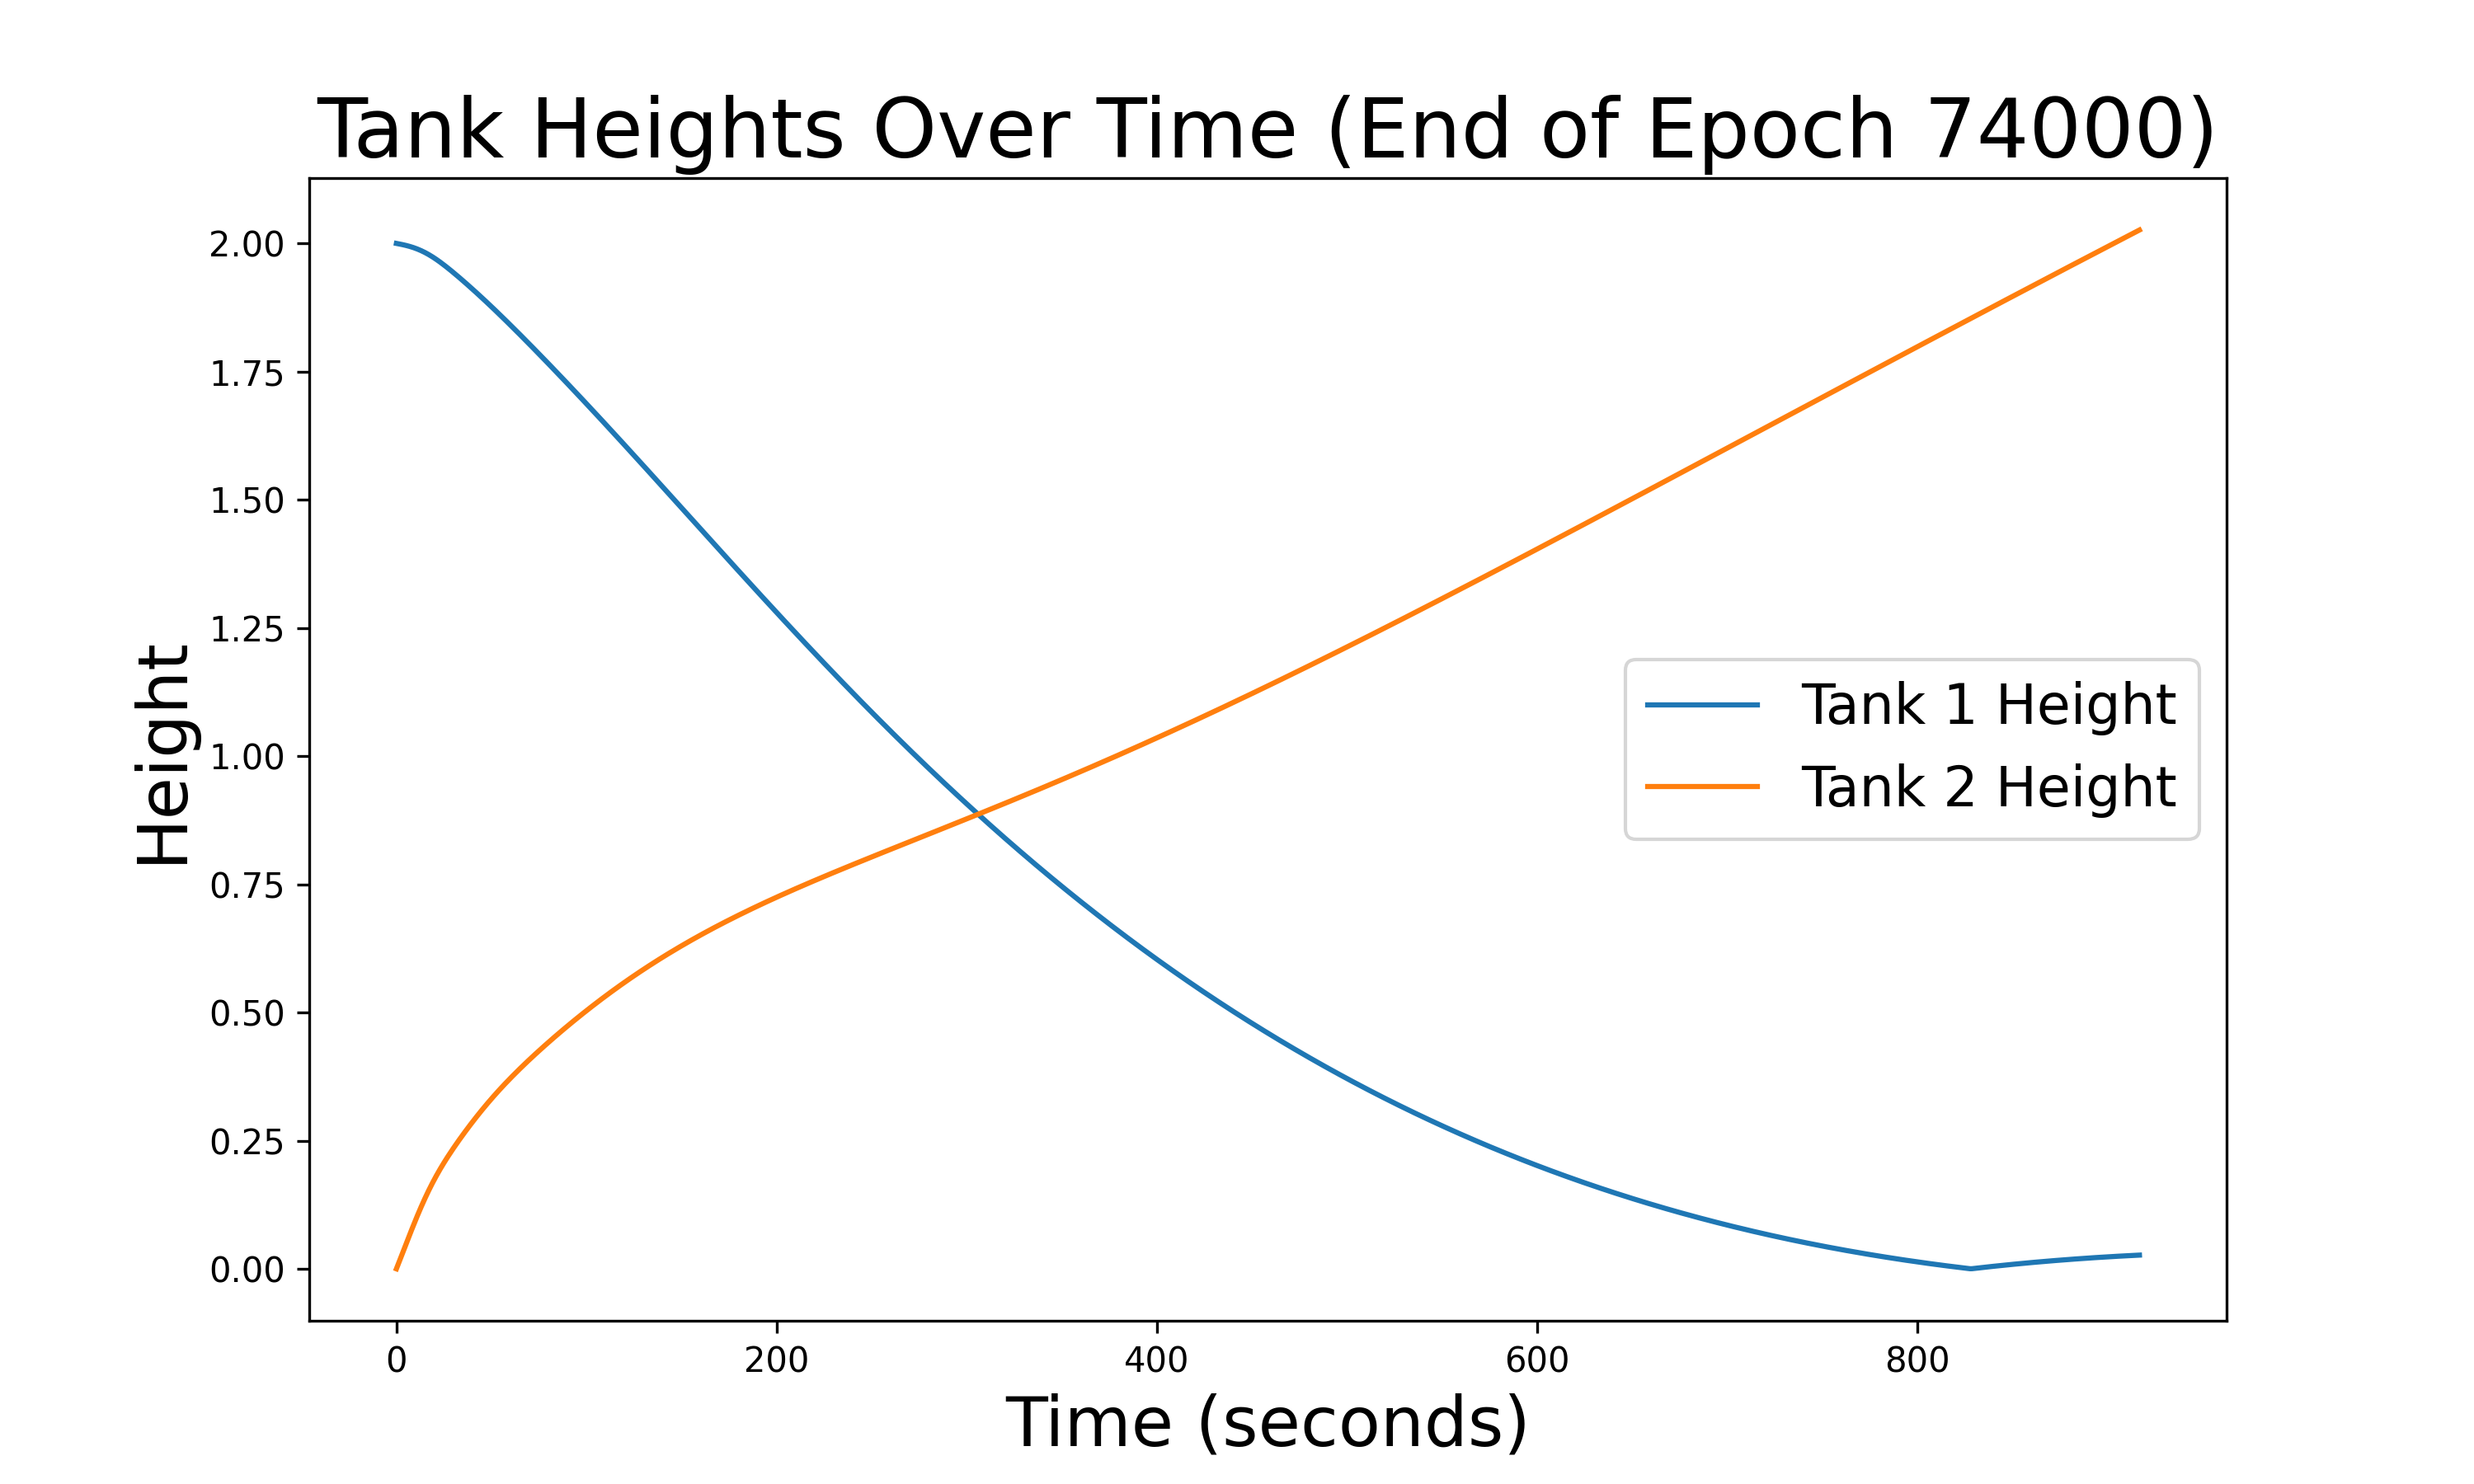 Tank Heights Over Time (End of Epoch 74000)
2.00
1.75
1.50
1.25
1.00
0.75
0.50
0.25
0.00
Height
Tank 1 Height
Tank 2 Height
0 200 400 600 800
Time (seconds)